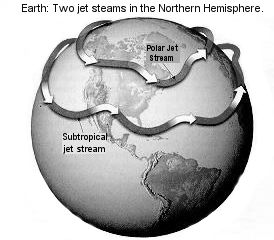 Earth: Two jet steams in the Northern Hemisphere.
Polar Jet
Stream
Subtropical
jet stream